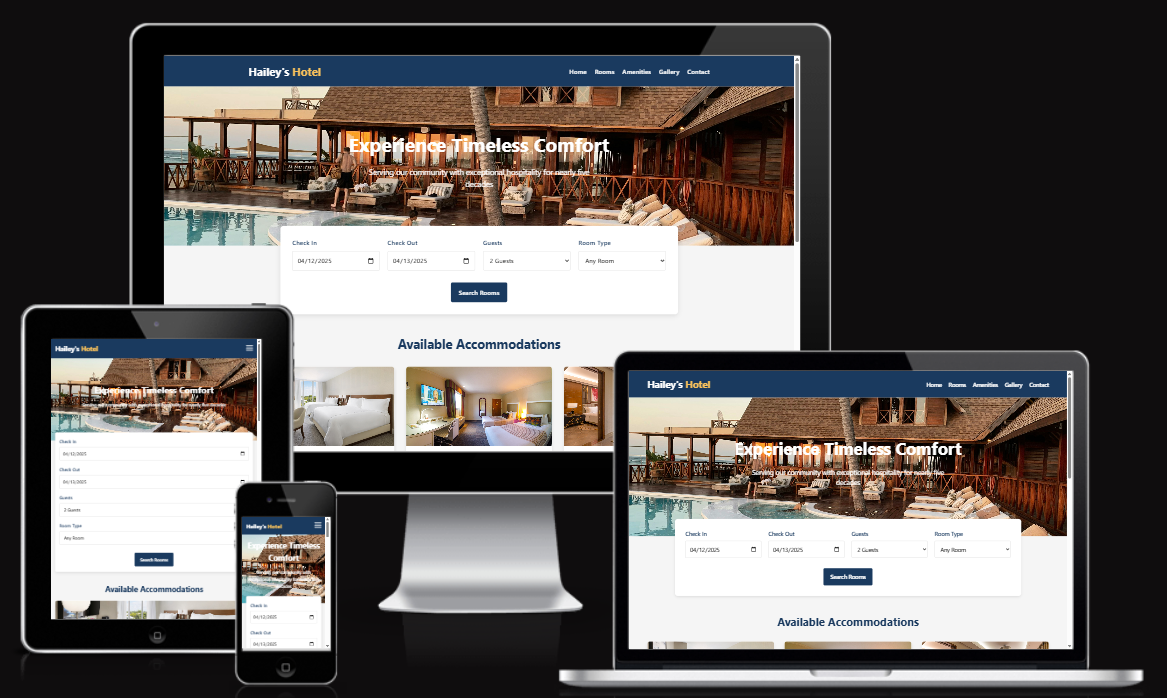 Hailey's Hotel
Home Rooms Amenities Gallery Contact
Experience Timeless Comfort
Serving our community with exceptional hospitality for nearly five
decades
Check In Check Out Guests Room Type
04/12/2025 04/13/2025 2 Guests Any Room
Search Rooms
Available Accommodations
Hailey's Hotel
Experience Timeless Comfort
Check In
04/12/2025
Check Out
04/13/2025
Guests
2 Guests
Room Type
Any Room
Search Rooms
Available Accommodations
Hailey's Hotel
Experience Timeless
Comfort
Check In
04/12/2025
Check Out
04/13/2025
Hailey's Hotel
Home Rooms Amenities Gallery Contact
Experience Timeless Comfort
Serving our community with exceptional hospitality for nearly five
decades
Check In Check Out Guests Room Type
04/12/2025 04/13/2025 2 Guests Any Room
Search Rooms
Available Accommodations